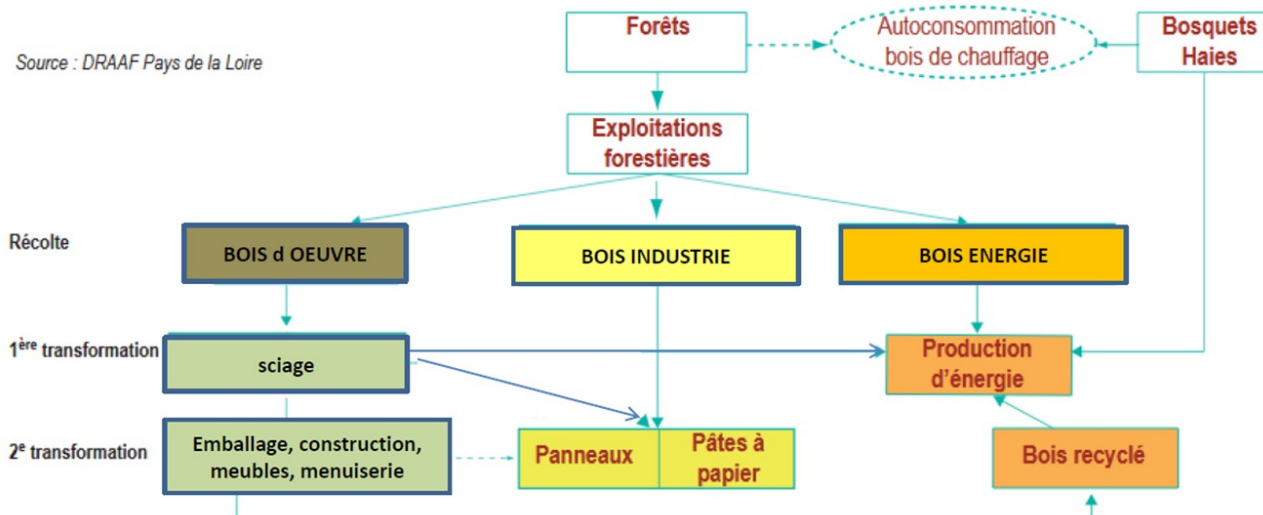 Source : DRAAF Pays de la Loire
Forêts
Autoconsommation
bois de chauffage
Bosquets
Haies
Exploitations
forestières
Récolte
BOIS d OEUVRE
BOIS INDUSTRIE
BOIS ENERGIE
1ère transformation
sciage
Production
d’énergie
2e transformation
Emballage, construction,
meubles, menuiserie
Panneaux
Pâtes à
papier
Bois recyclé